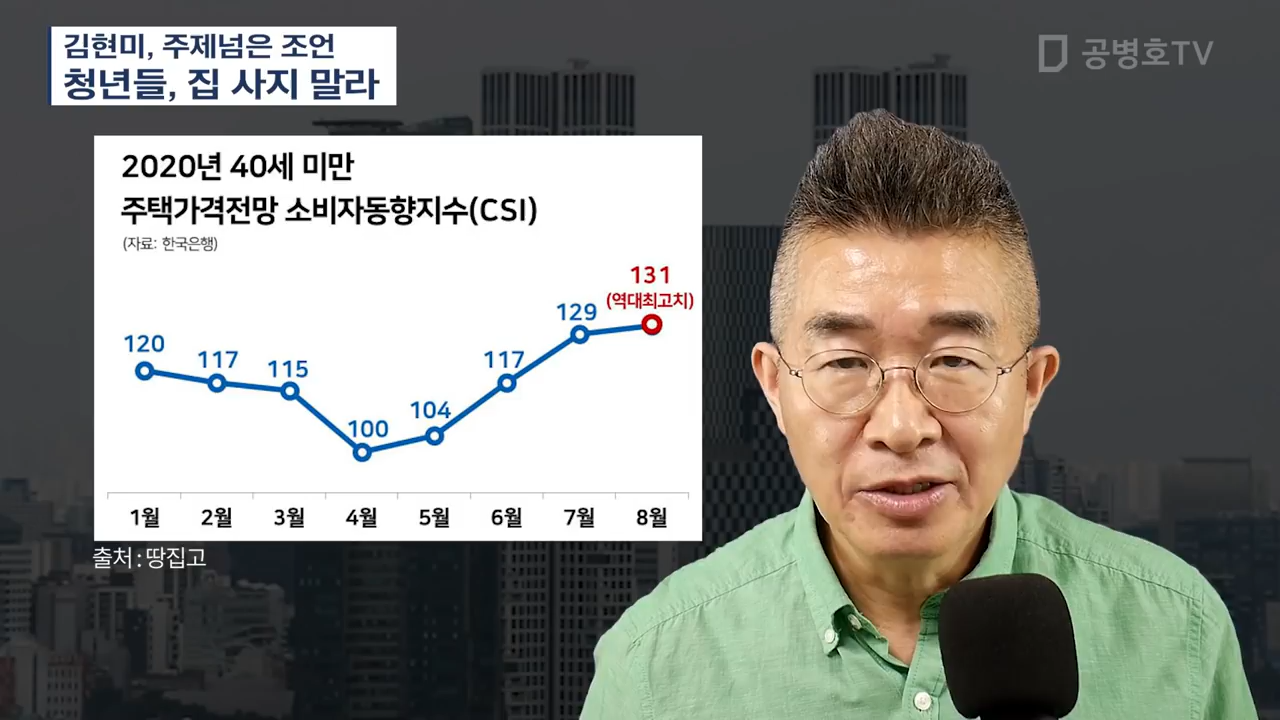 김현미, 주제넘은 조언
청년들, 집 사지 말라
공병호TV
2020년 40세 미만
주택가격전망 소비자동향지수(CSI)
(자료: 한국은행)
131
(역대최고치)
129
120
117
115
117
100
104
1월 2월 3월 4월 5월 6월 7월 8월
출처 : 땅집고